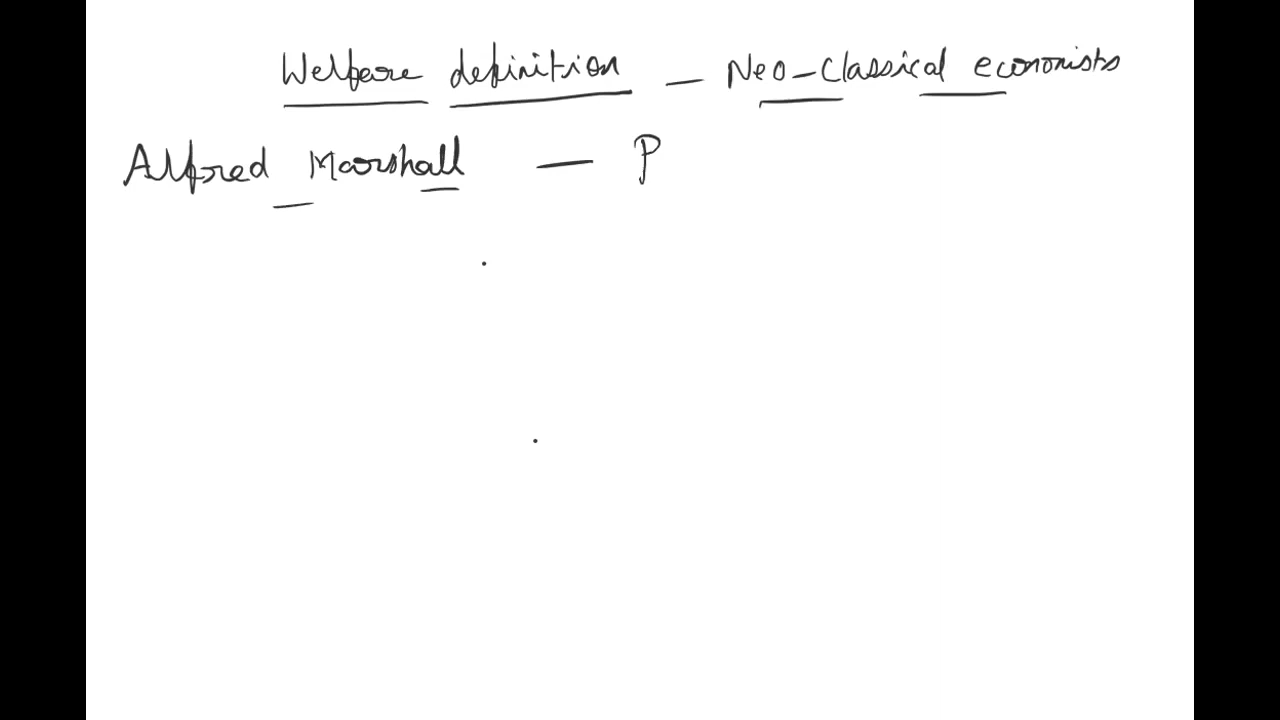 Welfare definition - Neo-Classical economists
Alfred Marshall - P